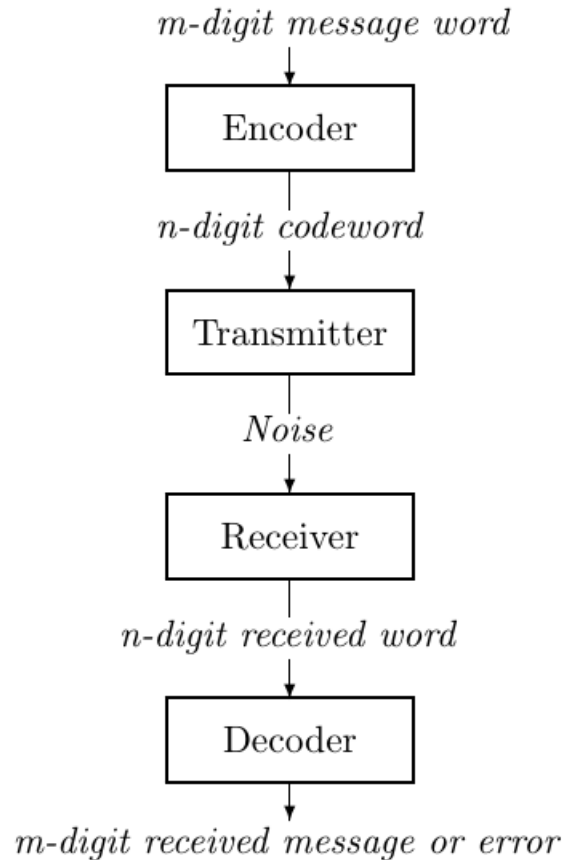 m-digit message word
Encoder
n-digit codeword
Transmitter
Noise
Receiver
n-digit received word
Decoder
m-digit received message or error